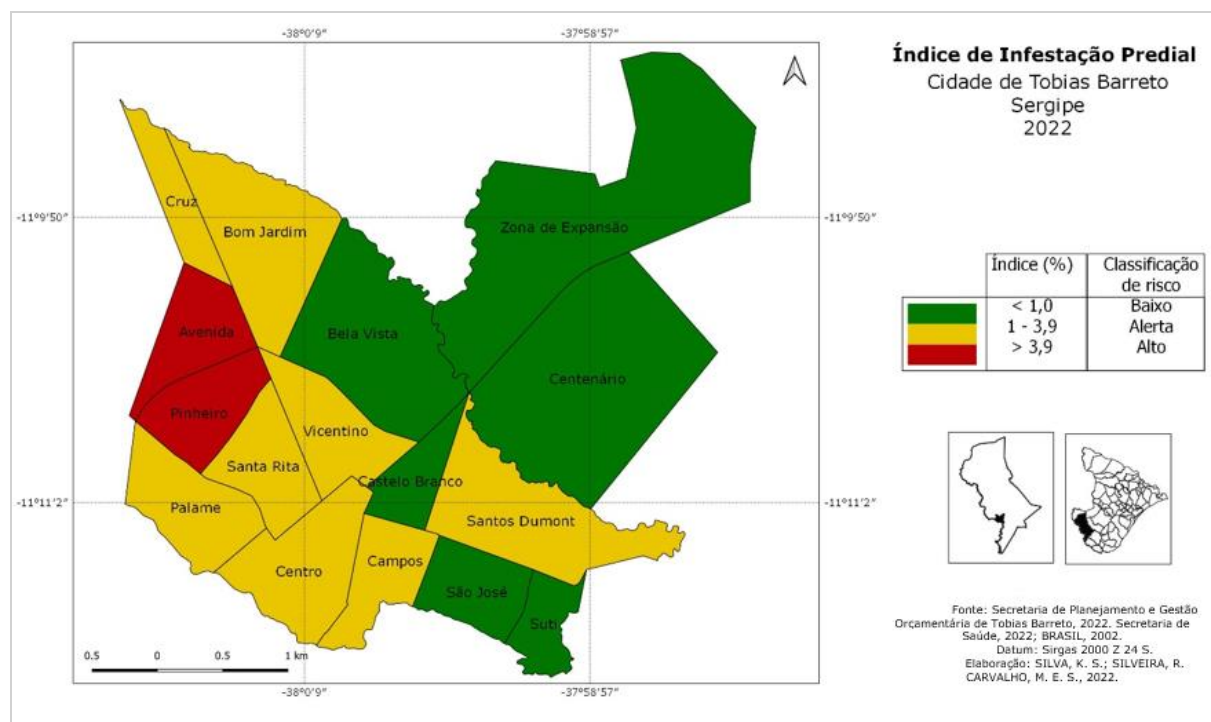 -38°0′9″ -37°58′57″
Índice de Infestação Predial
Cidade de Tobias Barreto
Sergipe
2022
Cruz
-11°9′50″ -11°9′50″
Bom Jardim
Zona de Expansão
Índice (%) Classificação
de risco
< 1,0 Baixo
1 - 3,9 Alerta
> 3,9 Alto
Avenida
Bela Vista
Centenário
Pinheiro
Vicentino
Santa Rita
Castelo Branco
-11°11′2″ -11°11′2″
Palame
Santos Dumont
Centro
Campos
São José
Suti
0.5 0 0.5 1 km
-38°0′9″ -37°58′57″
Fonte: Secretaria de Planejamento e Gestão
Orçamentária de Tobias Barreto, 2022. Secretaria de
Saúde, 2022; BRASIL, 2002.
Datum: Sirgas 2000 Z 24 S.
Elaboração: SILVA, K. S.; SILVEIRA, R.
CARVALHO, M. E. S., 2022.